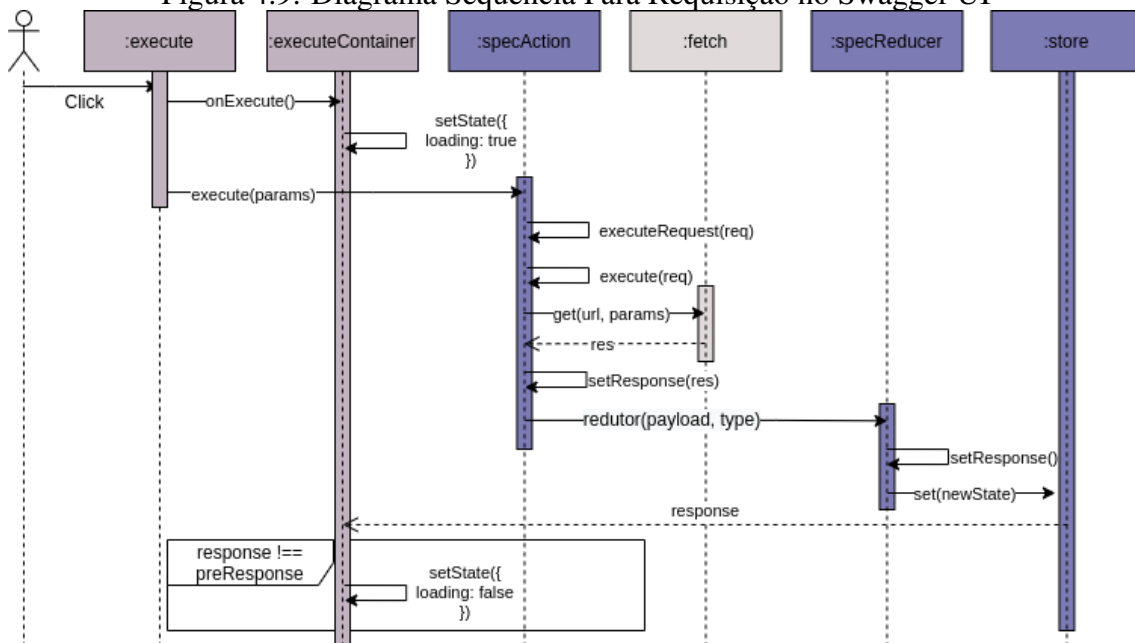 Figura 4.9: Diagrama Sequência Para Requisição no Swagger UI
:execute
:executeContainer
:specAction
:fetch
:specReducer
:store
Click
onExecute()
setState({
loading: true
})
execute(params)
executeRequest(req)
execute(req)
get(url, params)
res
setResponse(res)
redutor(payload, type)
setResponse()
set(newState)
response
response !==
preResponse
setState({
loading: false
})